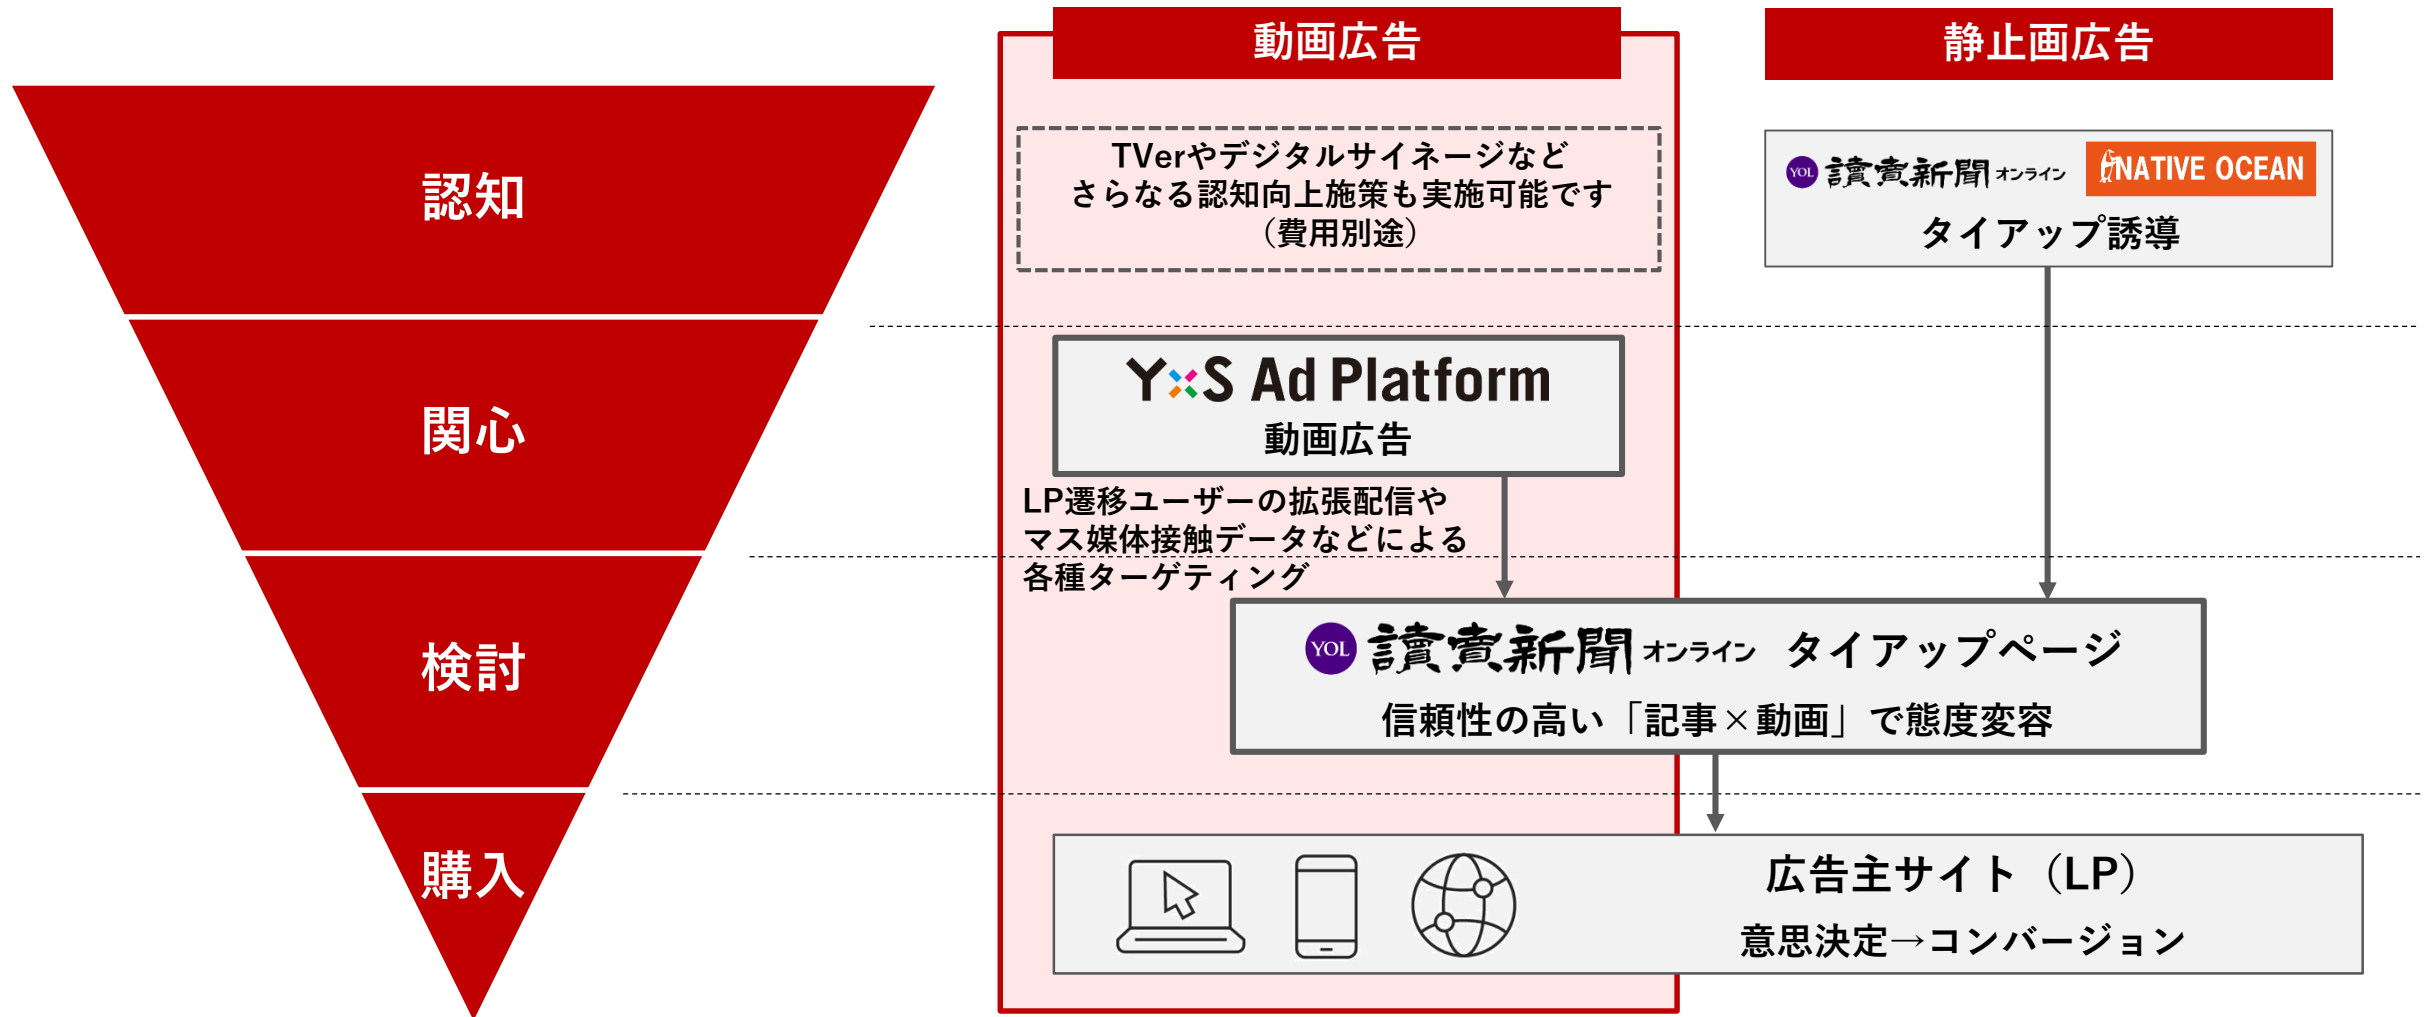 動画広告
静止画広告
認知
TVerやデジタルサイネージなど
さらなる認知向上施策も実施可能です
（費用別途）
YOL 讀賣新聞オンライン NATIVE OCEAN
タイアップ誘導
関心
Y×S Ad Platform
動画広告
LP遷移ユーザーの拡張配信や
マス媒体接触データなどによる
各種ターゲティング
検討
YOL 讀賣新聞オンライン タイアップページ
信頼性の高い「記事×動画」で態度変容
購入
広告主サイト（LP）
意思決定→コンバージョン